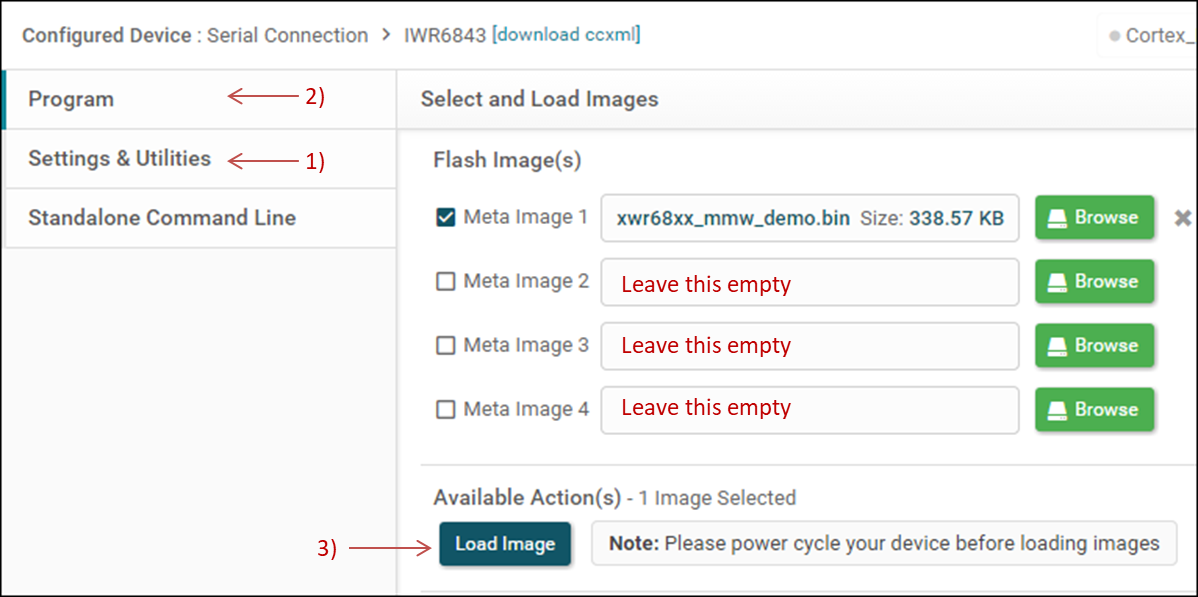 Configured Device : Serial Connection > IWR6843 [download ccxml]
Cortex_
Program 2)
Settings & Utilities 1)
Standalone Command Line
Select and Load Images
Flash Image(s)
Meta Image 1 xwr68xx_mmw_demo.bin Size: 338.57 KB Browse
Meta Image 2 Leave this empty Browse
Meta Image 3 Leave this empty Browse
Meta Image 4 Leave this empty Browse
Available Action(s) - 1 Image Selected
3) Load Image Note: Please power cycle your device before loading images